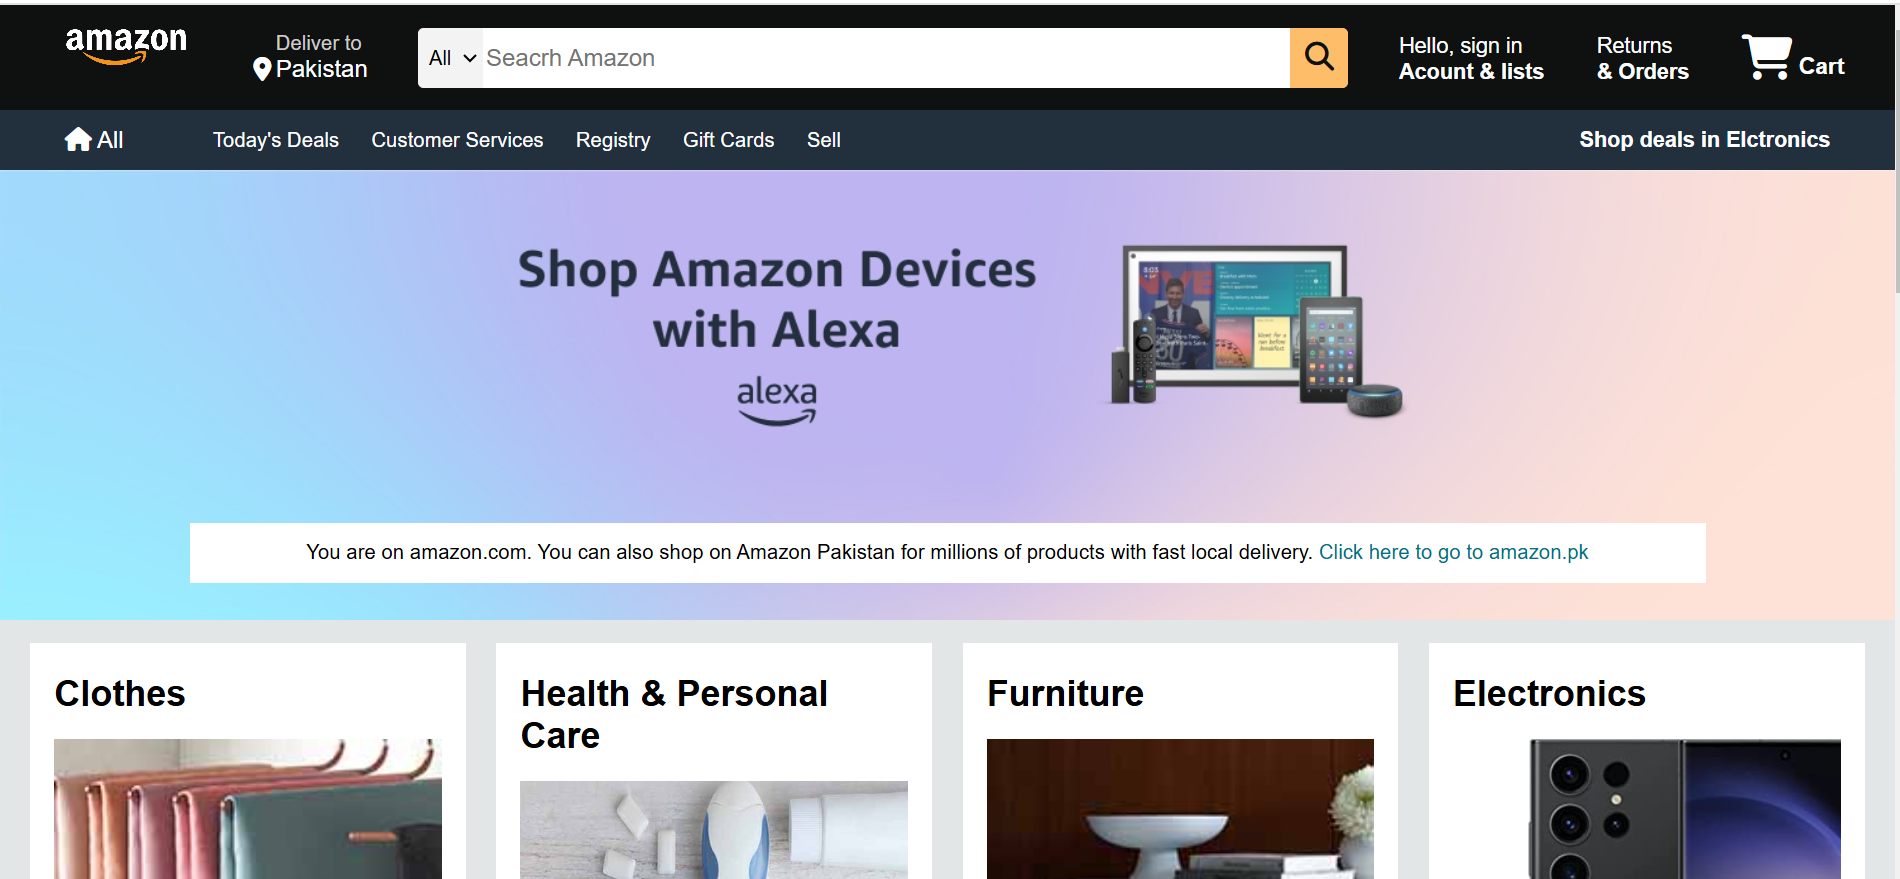 amazon
Deliver to
Pakistan
All
Seacrh Amazon
Hello, sign in
Acount & lists
Returns
& Orders
Cart
All
Today's Deals
Customer Services
Registry
Gift Cards
Sell
Shop deals in Elctronics
Shop Amazon Devices
with Alexa
alexa
You are on amazon.com. You can also shop on Amazon Pakistan for millions of products with fast local delivery. Click here to go to amazon.pk
Clothes
Health & Personal
Care
Furniture
Electronics